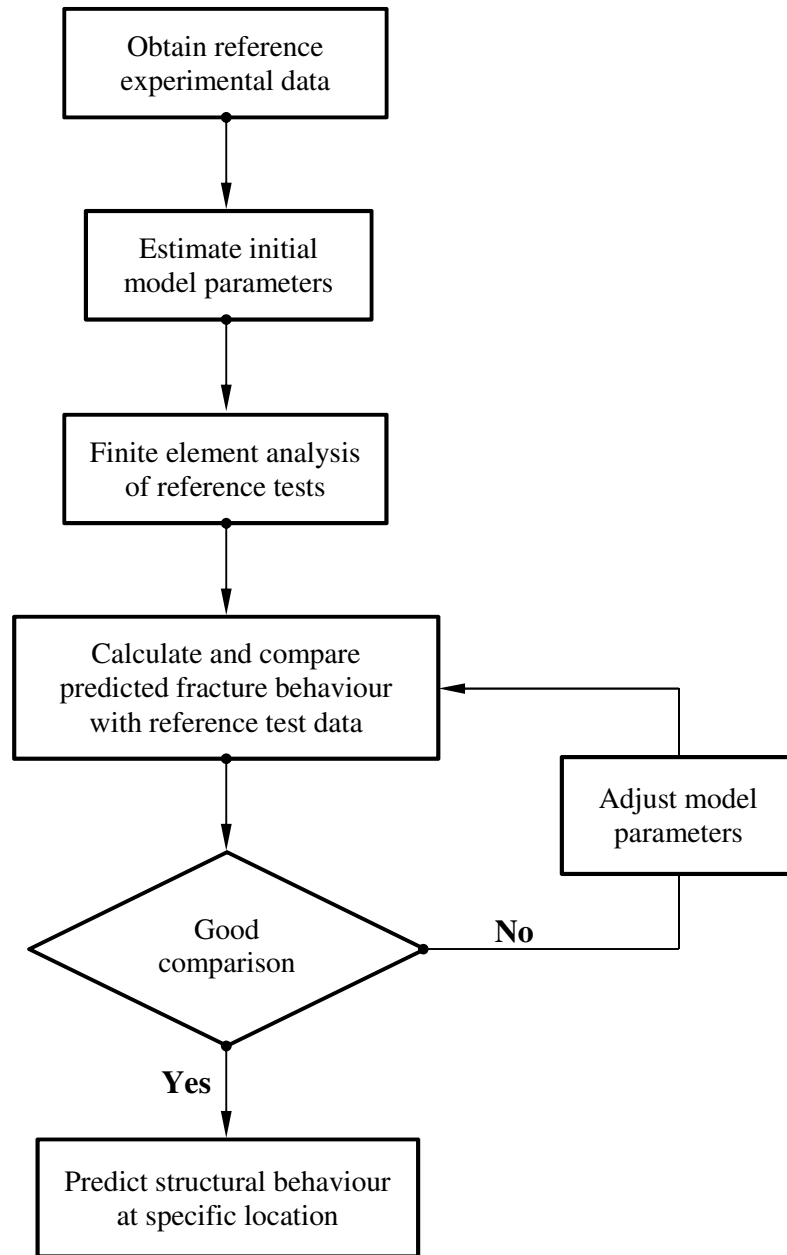 Obtain reference
experimental data
Estimate initial
model parameters
Finite element analysis
of reference tests
Calculate and compare
predicted fracture behaviour
with reference test data
Adjust model
parameters
Good
comparison
No
Yes
Predict structural behaviour
at specific location